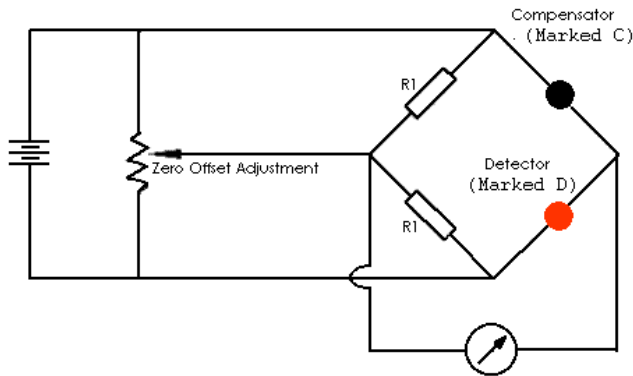 Compensator
. (Marked C)
R1
Zero Offset Adjustment
Detector
(Marked D)
R1